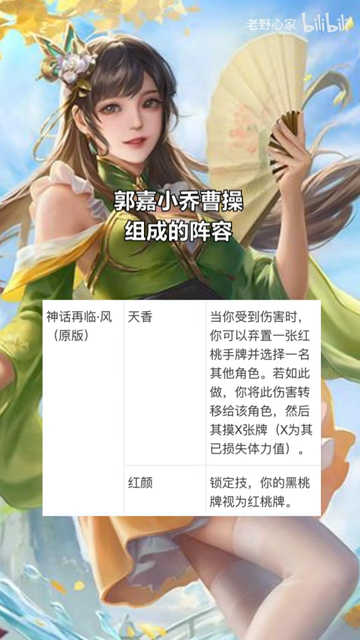 老野心家 bilibili
郭嘉小乔曹操
组成的阵容
神话再临·风
（原版）
天香
当你受到伤害时，
你可以弃置一张红
桃手牌并选择一名
其他角色。若如此
做，你将此伤害转
移给该角色，然后
其摸X张牌（X为其
已损失体力值）。
红颜
锁定技，你的黑桃
牌视为红桃牌。